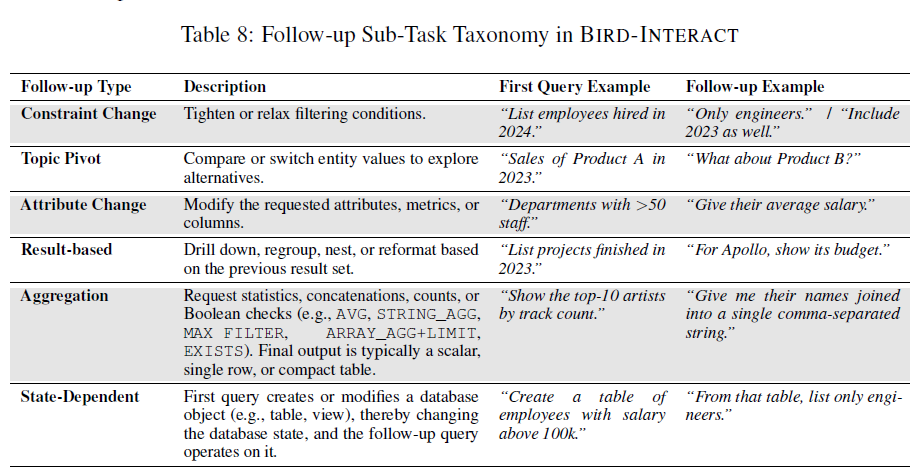 Table 8: Follow-up Sub-Task Taxonomy in BIRD-INTERACT
Follow-up Type Description First Query Example Follow-up Example
Constraint Change Tighten or relax filtering conditions. “List employees hired in “Only engineers.” / “Include
2024.” 2023 as well.”
Topic Pivot Compare or switch entity values to explore “Sales of Product A in “What about Product B?”
alternatives. 2023.”
Attribute Change Modify the requested attributes, metrics, or “Departments with >50 “Give their average salary.”
columns. staff.”
Result-based Drill down, regroup, nest, or reformat based “List projects finished in “For Apollo, show its budget.”
on the previous result set. 2023.”
Aggregation Request statistics, concatenations, counts, or “Show the top-10 artists “Give me their names joined
Boolean checks (e.g., AVG, STRING_AGG, by track count.” into a single comma-separated
MAX FILTER, ARRAY_AGG+LIMIT, string.”
EXISTS). Final output is typically a scalar,
single row, or compact table.
State-Dependent First query creates or modifies a database “Create a table of “From that table, list only engi-
object (e.g., table, view), thereby changing employees with salary neers.”
the database state, and the follow-up query above 100k.”
operates on it.